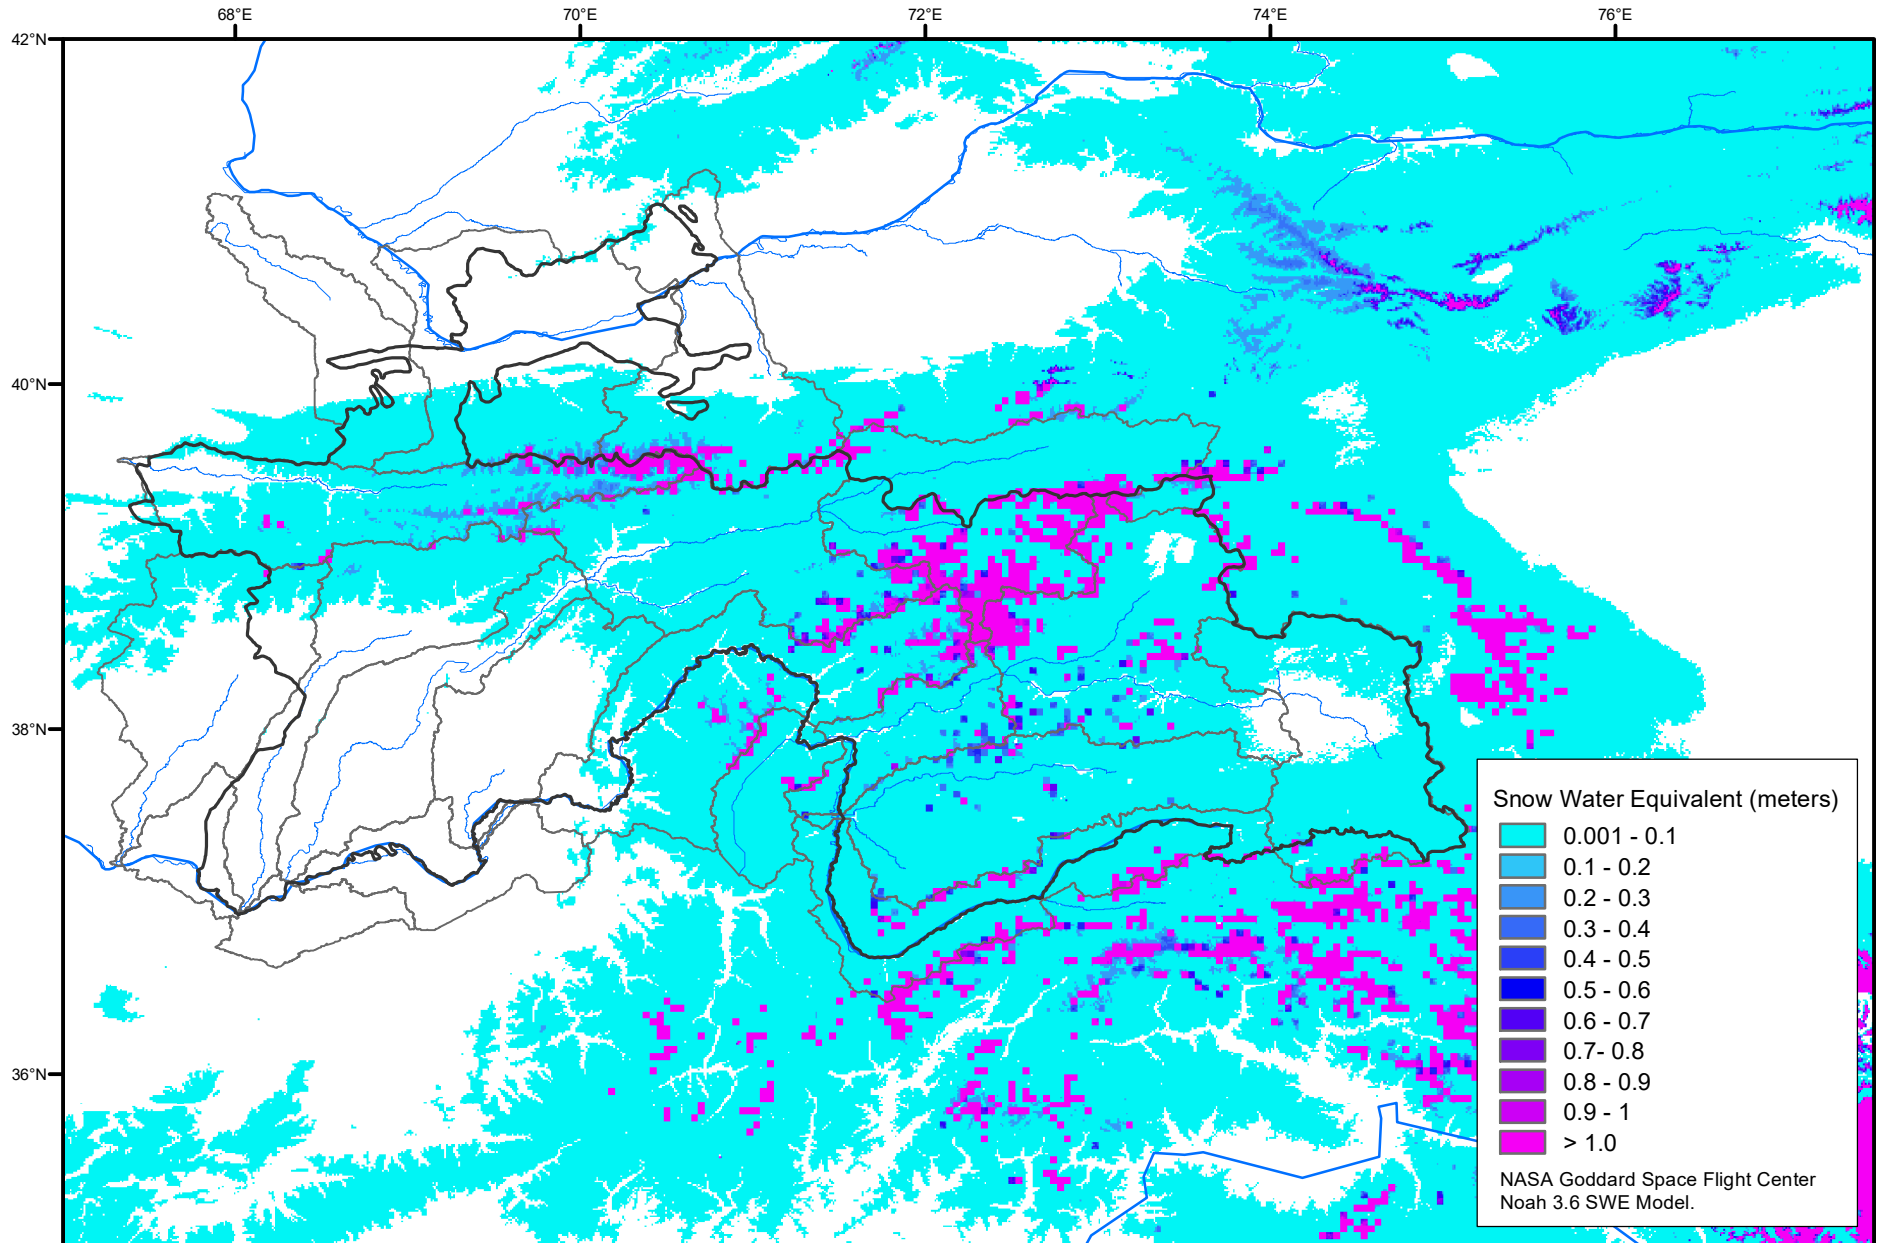 68°E 70°E 72°E 74°E 76°E
42°N
40°N
38°N
36°N
Snow Water Equivalent (meters)
0.001 - 0.1
0.1 - 0.2
0.2 - 0.3
0.3 - 0.4
0.4 - 0.5
0.5 - 0.6
0.6 - 0.7
0.7- 0.8
0.8 - 0.9
0.9 - 1
> 1.0
NASA Goddard Space Flight Center
Noah 3.6 SWE Model.